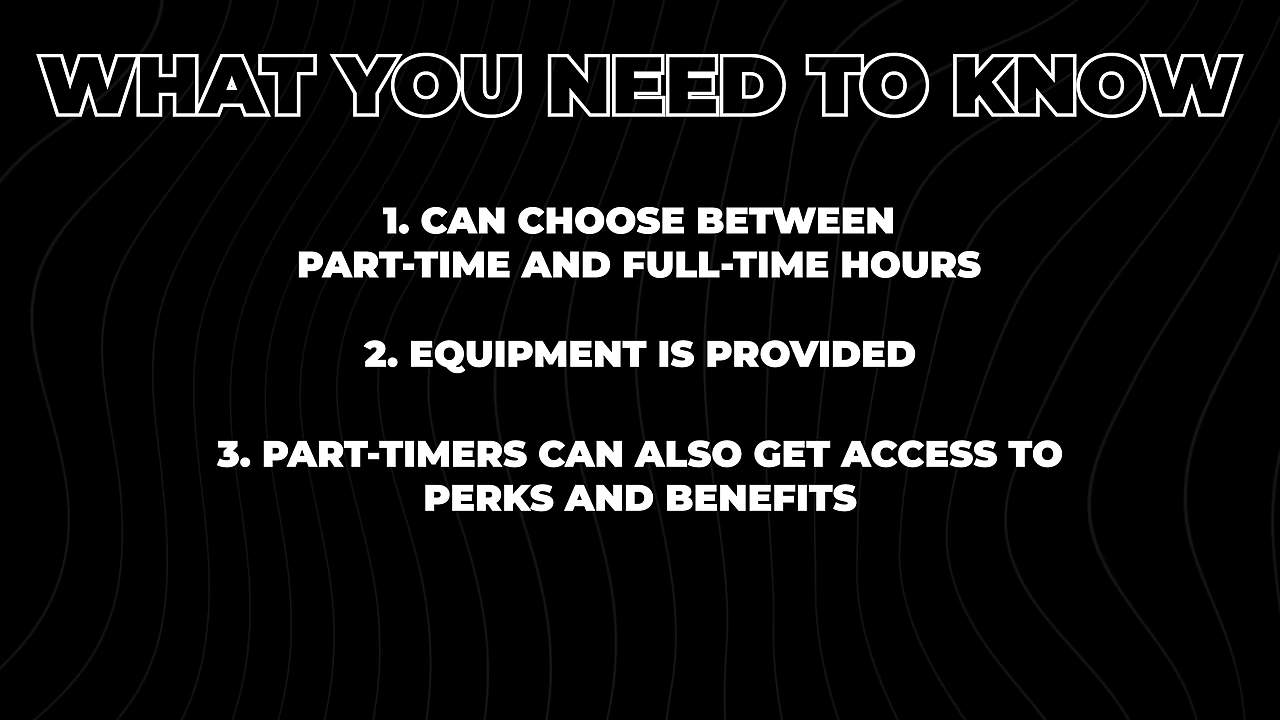 WHAT YOU NEED TO KNOW
1. CAN CHOOSE BETWEEN
PART-TIME AND FULL-TIME HOURS
2. EQUIPMENT IS PROVIDED
3. PART-TIMERS CAN ALSO GET ACCESS TO
PERKS AND BENEFITS